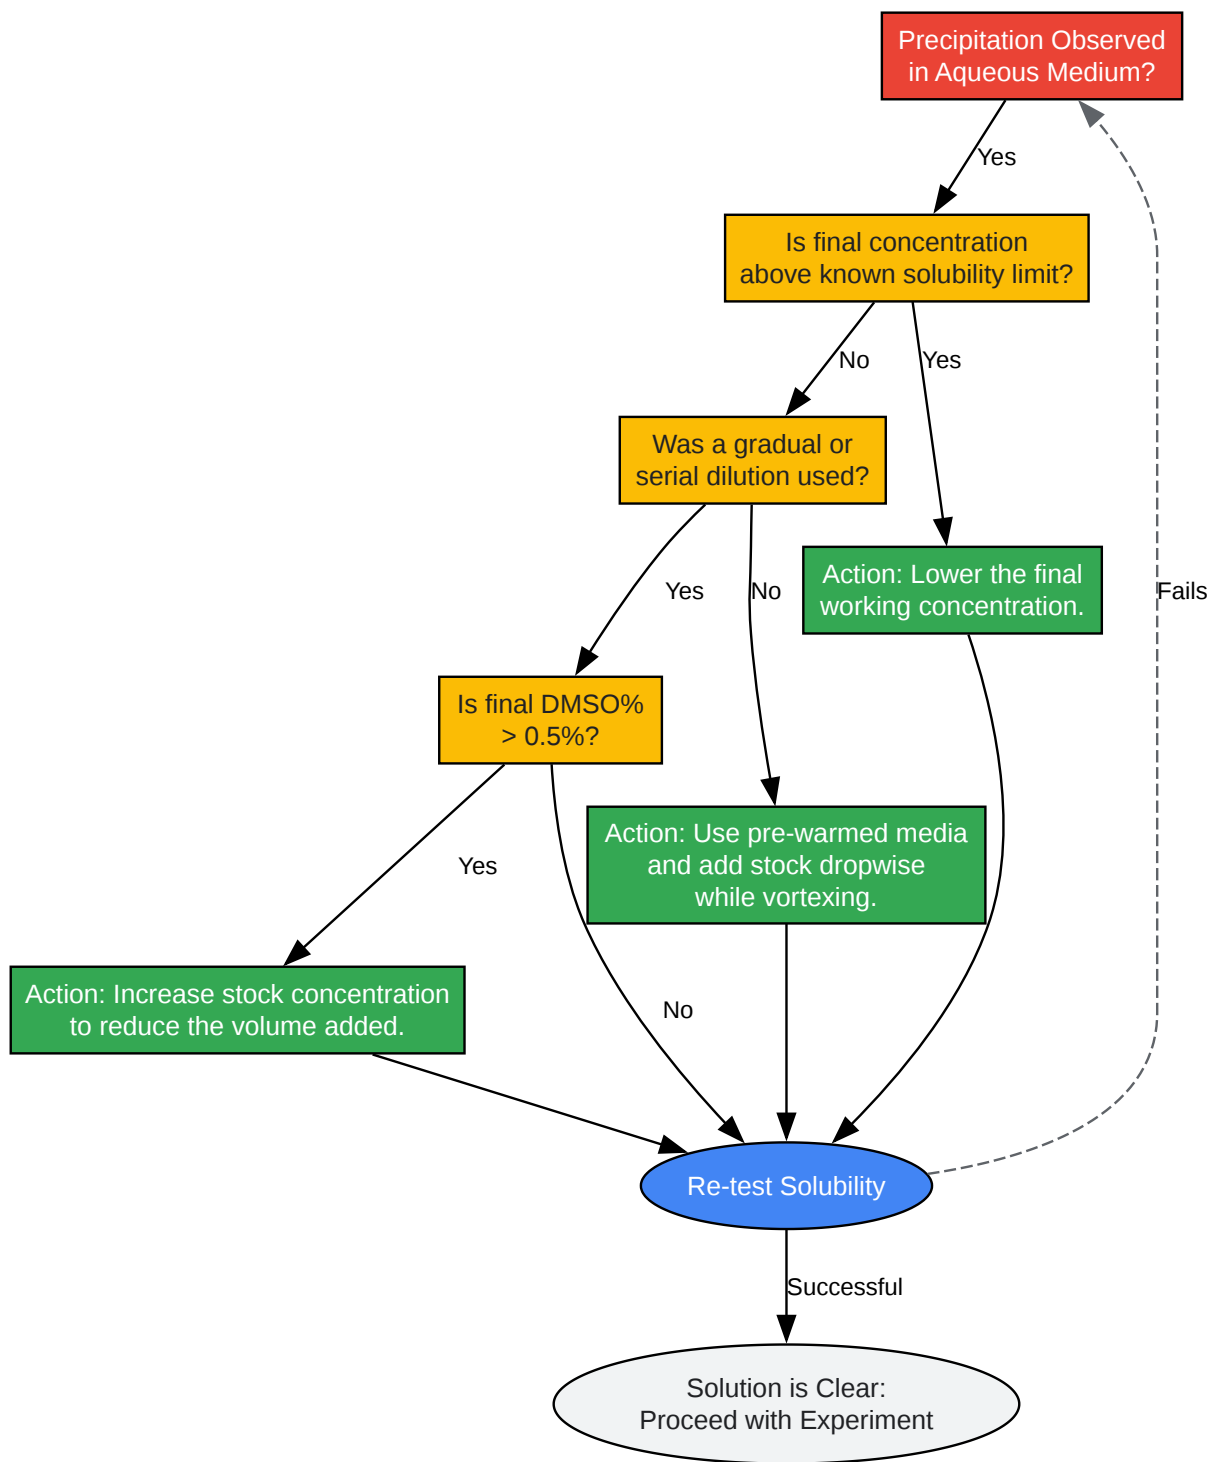 Precipitation Observed
in Aqueous Medium?
Yes
Is final concentration
above known solubility limit?
No
Yes
Was a gradual or
serial dilution used?
Action: Lower the final
working concentration.
Yes
No
Fails
Is final DMSO%
> 0.5%?
Action: Use pre-warmed media
and add stock dropwise
while vortexing.
Yes
Action: Increase stock concentration
to reduce the volume added.
No
Re-test Solubility
Successful
Solution is Clear:
Proceed with Experiment